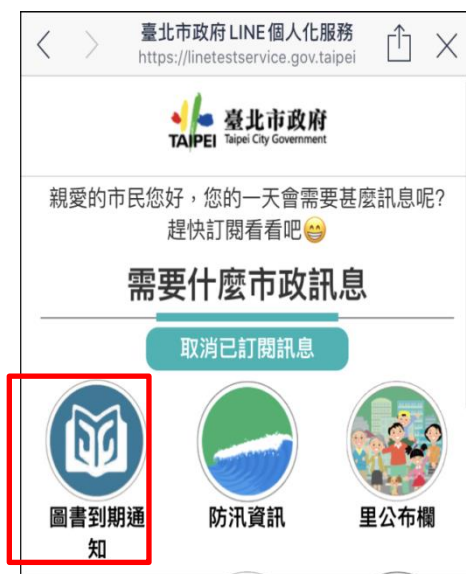 臺北市政府 LINE 個人化服務
https://linetestservice.gov.taipei
TAIPEI 臺北市政府
Taipei City Government
親愛的市民您好，您的一天會需要甚麼訊息呢?
趕快訂閱看看吧😄
需要什麼市政訊息
取消已訂閱訊息
圖書到期通知 防汛資訊 里公布欄